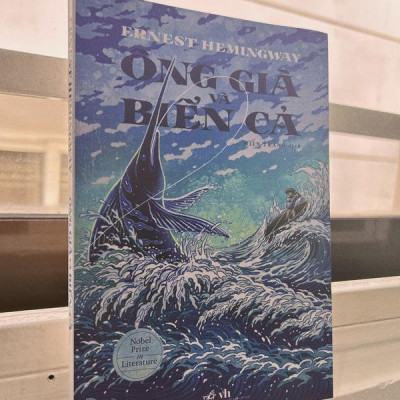 ERNEST HEMINGWAY
ÔNG GIÀ
VÀ
BIỂN CẢ
Nobel
Prize
in
Literature